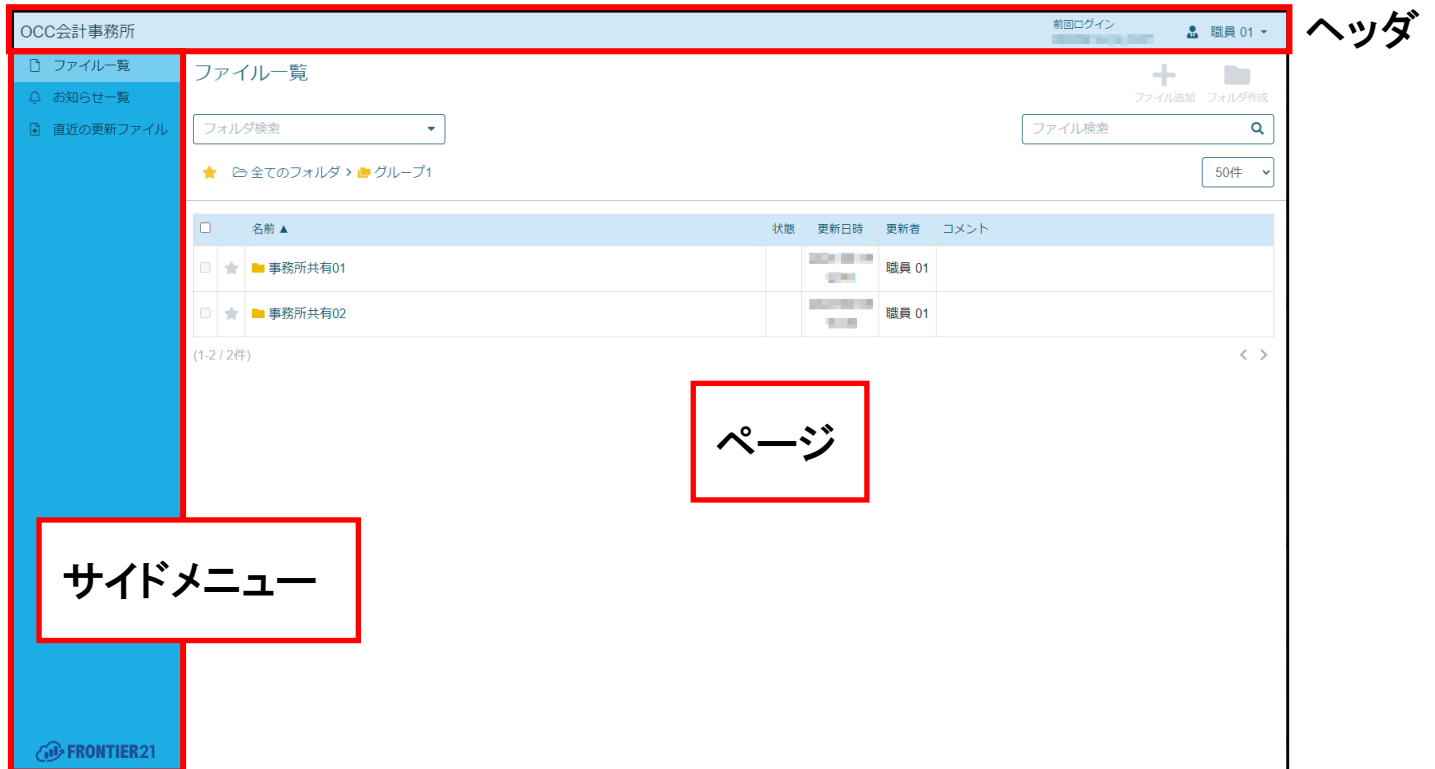 OCC会計事務所
前回ログイン
職員 01
ヘッダ
ファイル一覧
お知らせ一覧
直近の更新ファイル
ファイル一覧
ファイル追加 フォルダ作成
フォルダ検索
ファイル検索
全てのフォルダ > グループ1
50件
名前▲ 状態 更新日時 更新者 コメント
事務所共有01 職員 01
事務所共有02 職員 01
(1-2 / 2件)
< >
ページ
サイドメニュー
FRONTIER21